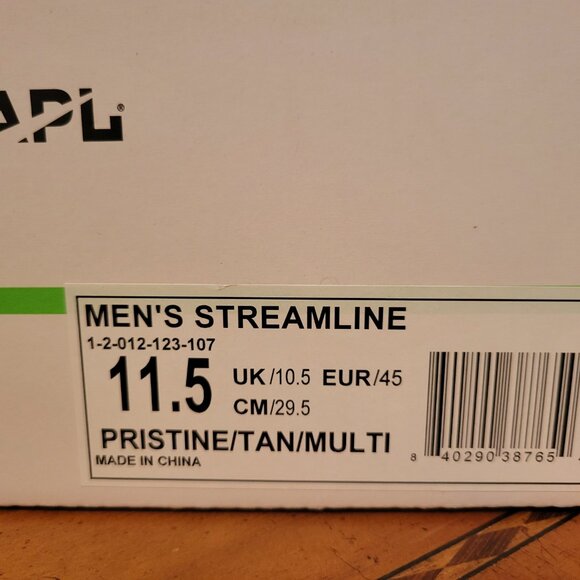 APL®
MEN'S STREAMLINE
1-2-012-123-107
11.5 UK/10.5 EUR/45
CM/29.5
PRISTINE/TAN/MULTI
MADE IN CHINA
8 40290 38765